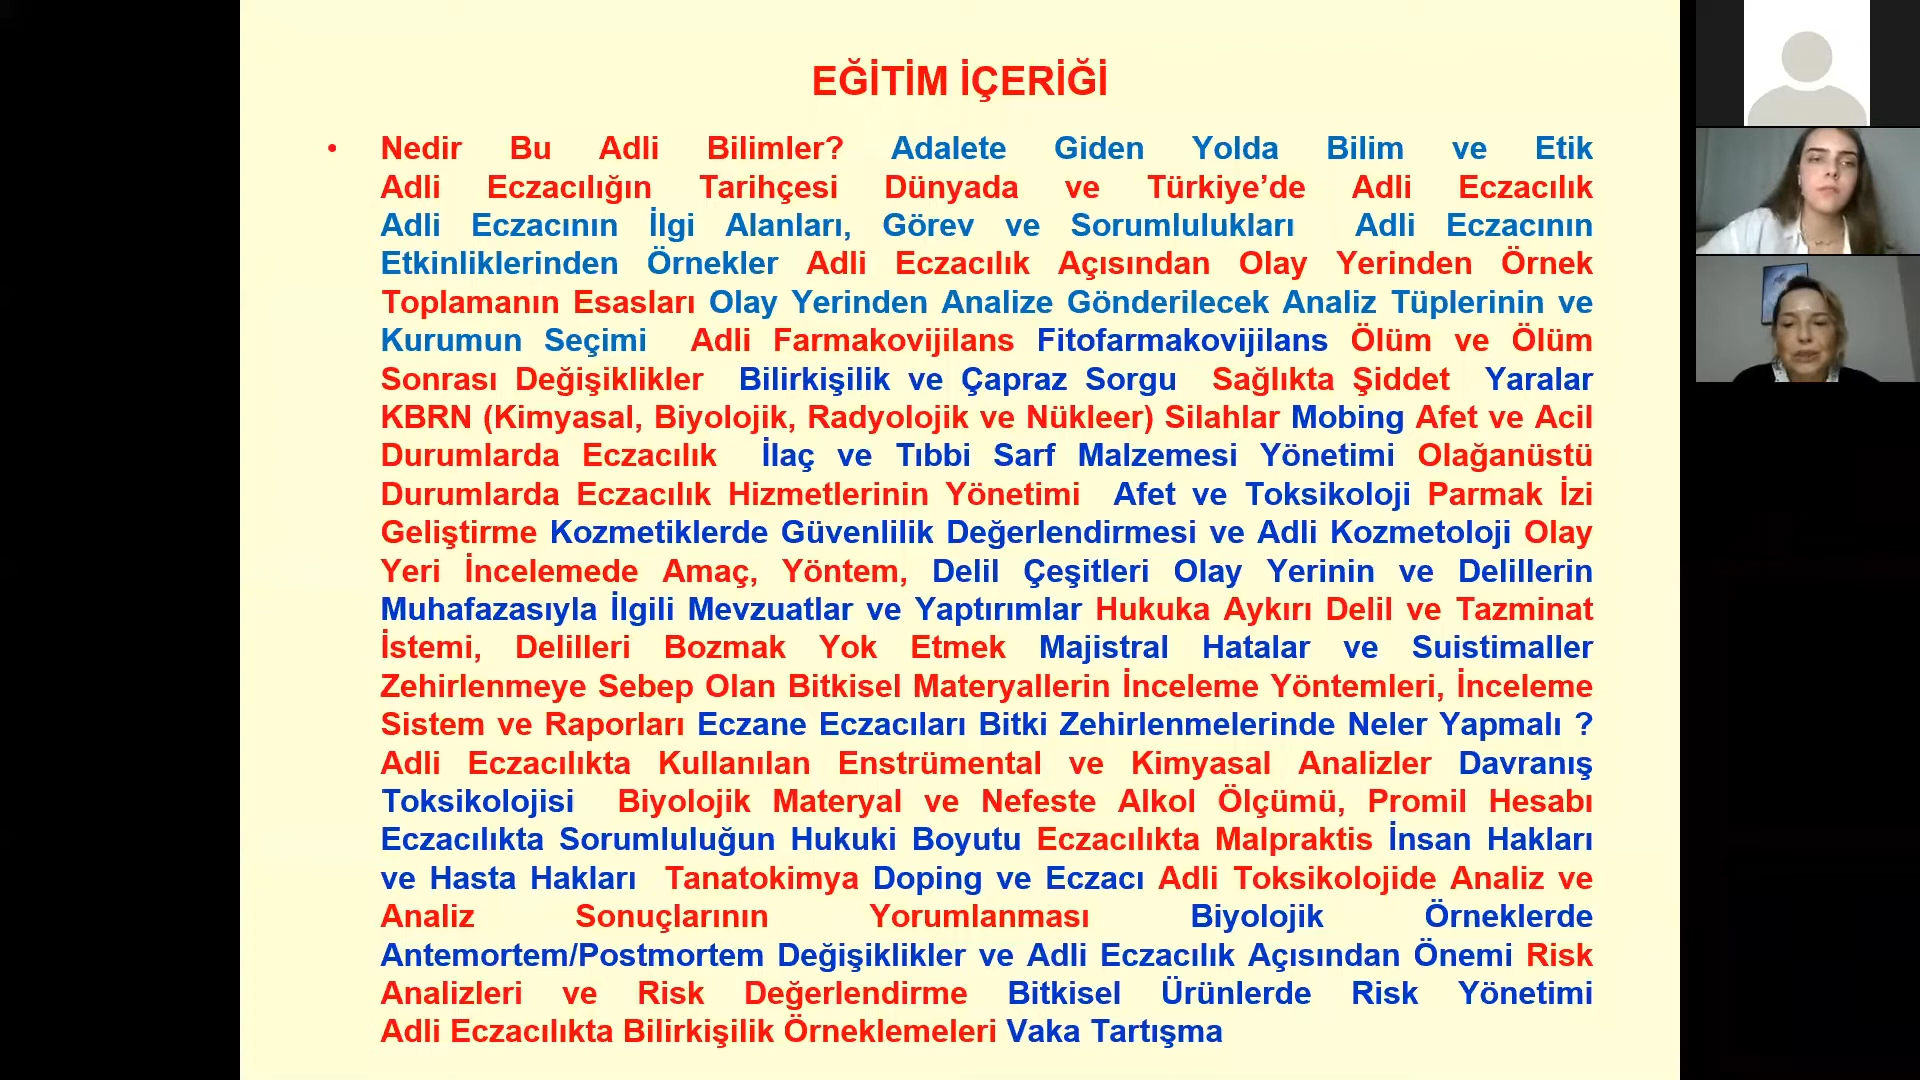 EĞİTİM İÇERİĞİ
• Nedir Bu Adli Bilimler? Adalete Giden Yolda Bilim ve Etik
Adli Eczacılığın Tarihçesi Dünyada ve Türkiye’de Adli Eczacılık
Adli Eczacının İlgi Alanları, Görev ve Sorumlulukları Adli Eczacının
Etkinliklerinden Örnekler Adli Eczacılık Açısından Olay Yerinden Örnek
Toplamanın Esasları Olay Yerinden Analize Gönderilecek Analiz Tüplerinin ve
Kurumun Seçimi Adli Farmakovijilans Fitofarmakovijilans Ölüm ve Ölüm
Sonrası Değişiklikler Bilirkişilik ve Çapraz Sorgu Sağlıkta Şiddet Yaralar
KBRN (Kimyasal, Biyolojik, Radyolojik ve Nükleer) Silahlar Mobing Afet ve Acil
Durumlarda Eczacılık İlaç ve Tıbbi Sarf Malzemesi Yönetimi Olağanüstü
Durumlarda Eczacılık Hizmetlerinin Yönetimi Afet ve Toksikoloji Parmak İzi
Geliştirme Kozmetiklerde Güvenlilik Değerlendirmesi ve Adli Kozmetoloji Olay
Yeri İncelemede Amaç, Yöntem, Delil Çeşitleri Olay Yerinin ve Delillerin
Muhafazasıyla İlgili Mevzuatlar ve Yaptırımlar Hukuka Aykırı Delil ve Tazminat
İstemi, Delilleri Bozmak Yok Etmek Majistral Hatalar ve Suistimaller
Zehirlenmeye Sebep Olan Bitkisel Materyallerin İnceleme Yöntemleri, İnceleme
Sistem ve Raporları Eczane Eczacıları Bitki Zehirlenmelerinde Neler Yapmalı ?
Adli Eczacılıkta Kullanılan Enstrümental ve Kimyasal Analizler Davranış
Toksikolojisi Biyolojik Materyal ve Nefeste Alkol Ölçümü, Promil Hesabı
Eczacılıkta Sorumluluğun Hukuki Boyutu Eczacılıkta Malpraktis İnsan Hakları
ve Hasta Hakları Tanatokimya Doping ve Eczacı Adli Toksikolojide Analiz ve
Analiz Sonuçlarının Yorumlanması Biyolojik Örneklerde
Antemortem/Postmortem Değişiklikler ve Adli Eczacılık Açısından Önemi Risk
Analizleri ve Risk Değerlendirme Bitkisel Ürünlerde Risk Yönetimi
Adli Eczacılıkta Bilirkişilik Örneklemeleri Vaka Tartışma